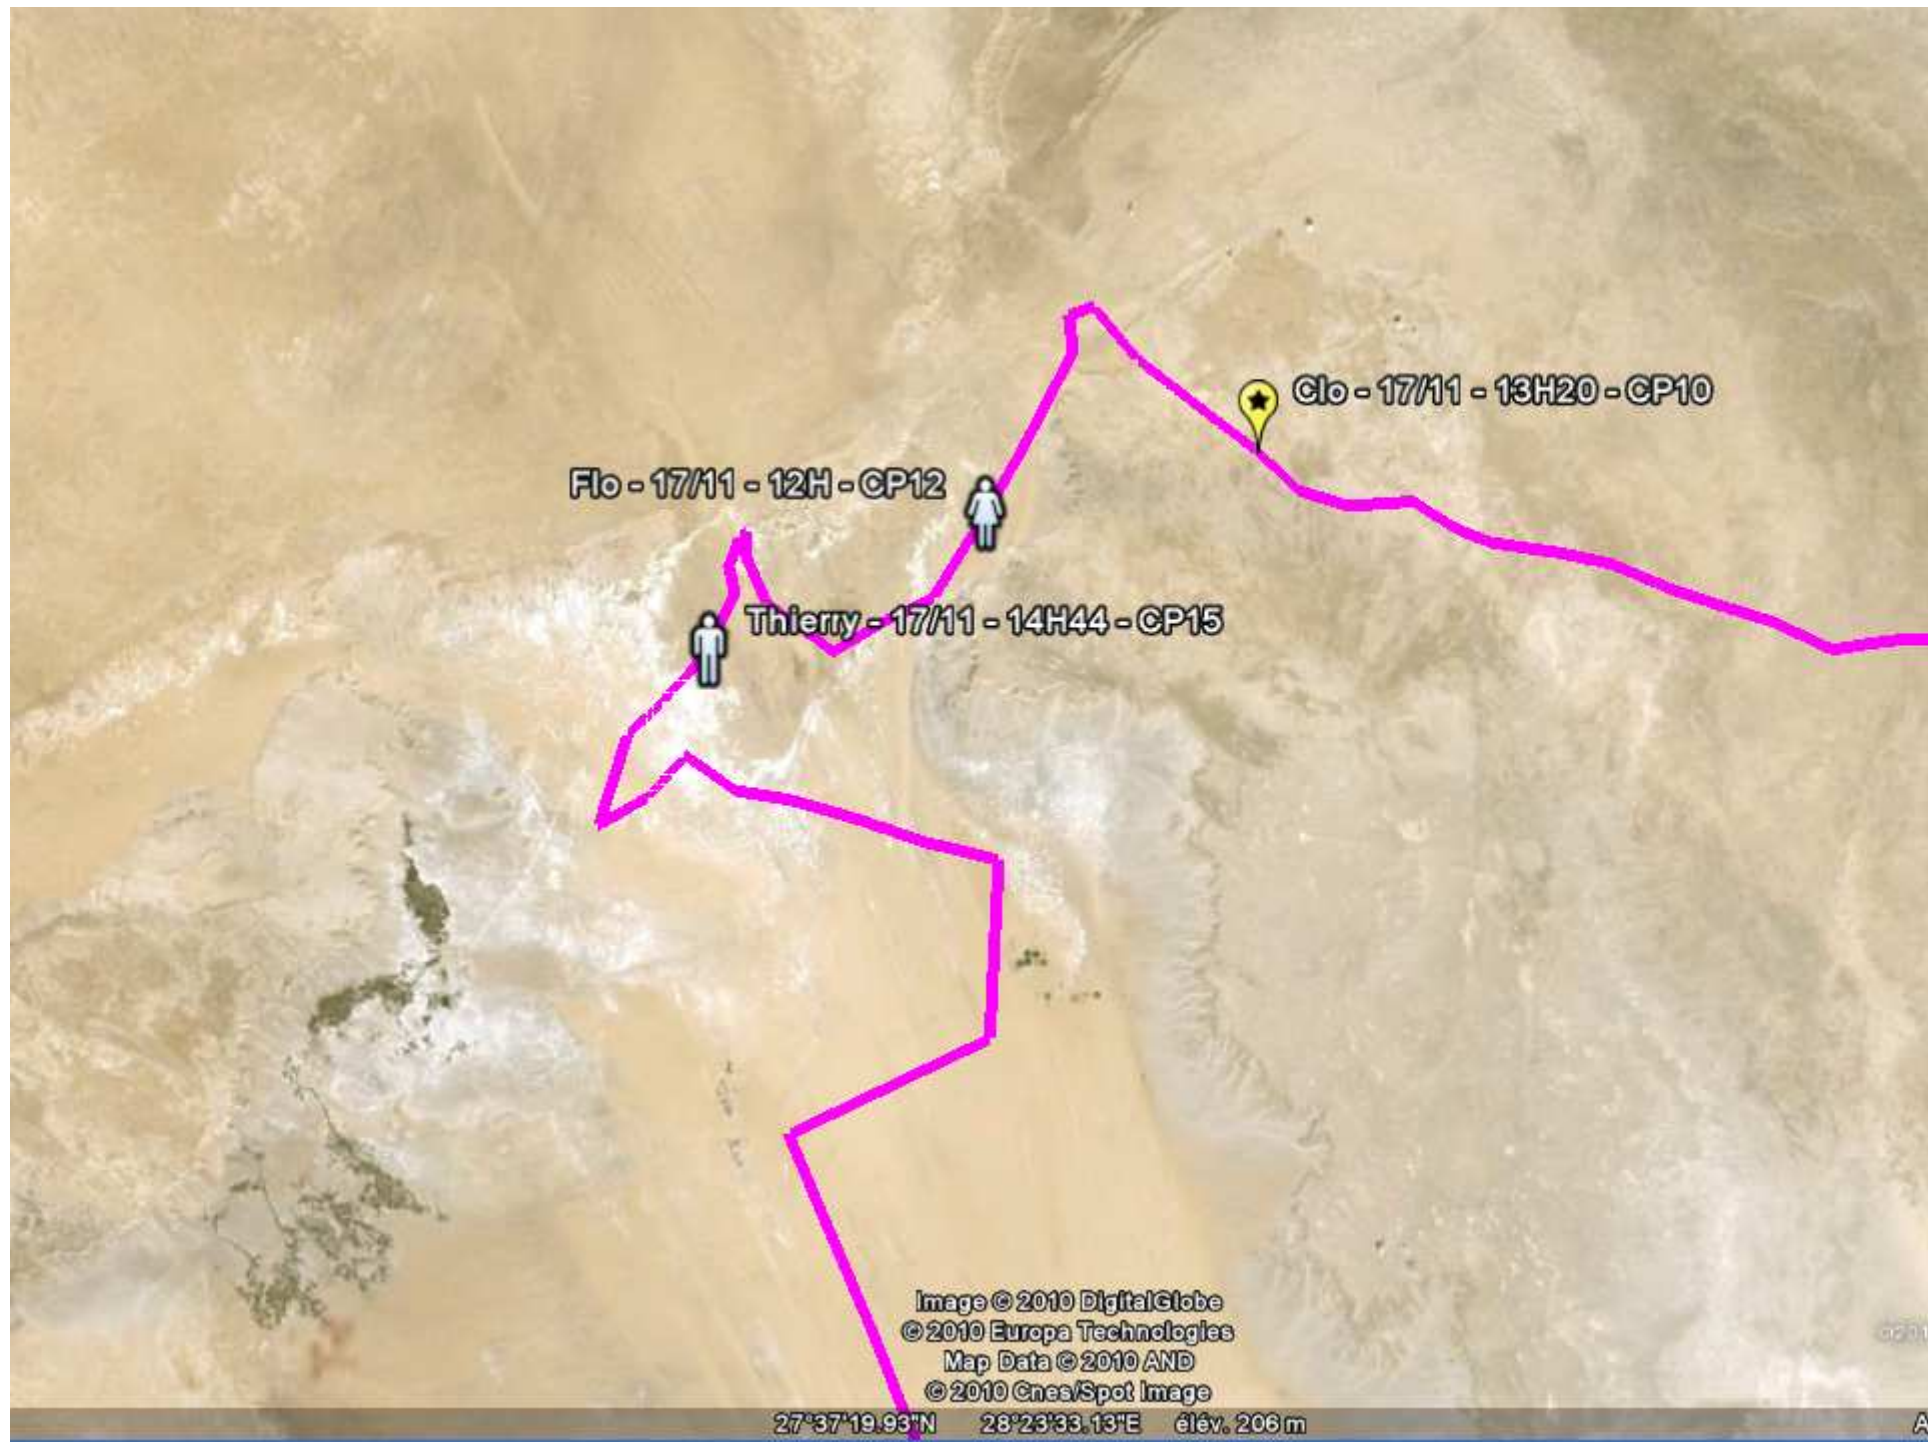 Clo - 17/11 - 13H20 - CP10
Flo - 17/11 - 12H - CP12
Thierry - 17/11 - 14H44 - CP15
Image © 2010 DigitalGlobe
© 2010 Europa Technologies
Map Data © 2010 AND
© 2010 Cnes/Spot Image
27°37'19.93"N 28°23'33.13"E élév. 206 m